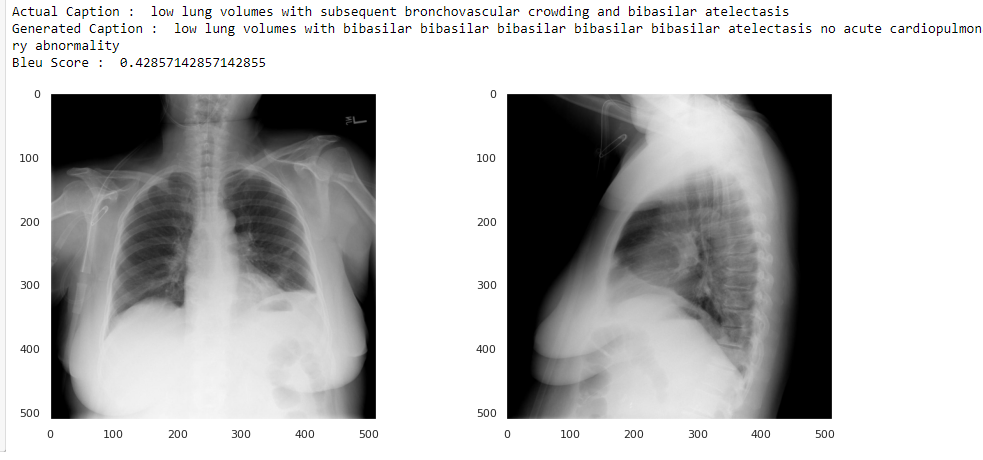 Actual Caption :  low lung volumes with subsequent bronchovascular crowding and bibasilar atelectasis
Generated Caption :  low lung volumes with bibasilar bibasilar bibasilar bibasilar bibasilar atelectasis no acute cardiopulmon
ry abnormality
Bleu Score :  0.42857142857142855
0
100
200
300
400
500
0 100 200 300 400 500
0
100
200
300
400
500
0 100 200 300 400 500